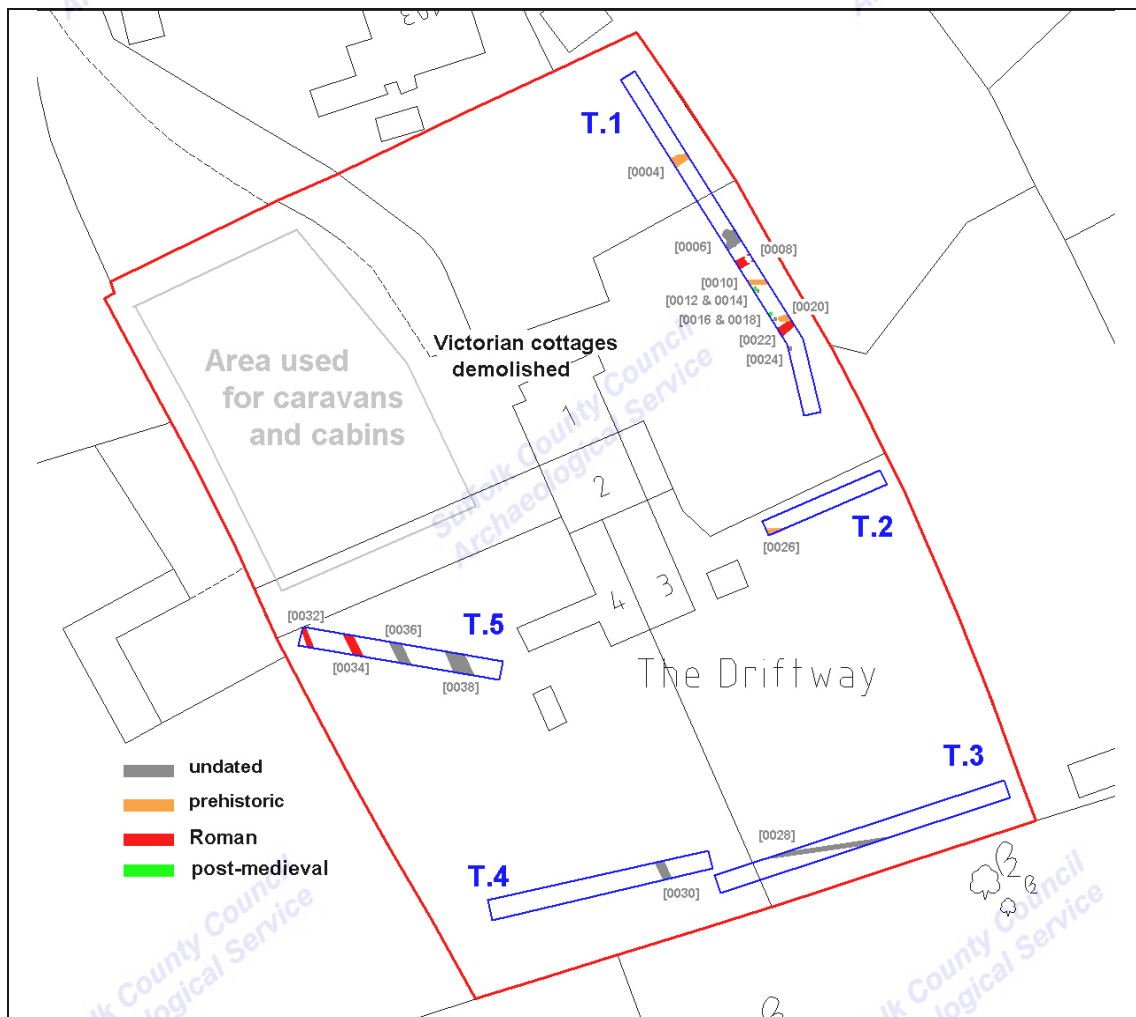 T.1
[0004]
[0006]
[0008]
[0010]
[0012 & 0014]
[0016 & 0018]
[0020]
[0022]
[0024]
Victorian cottages
demolished
Area used
for caravans
and cabins
1
2
3
4
T.2
[0026]
[0032]
[0034]
[0036]
[0038]
T.5
The Driftway
undated
prehistoric
Roman
post-medieval
T.3
[0028]
T.4
[0030]
Suffolk County Council
Archaeological Service